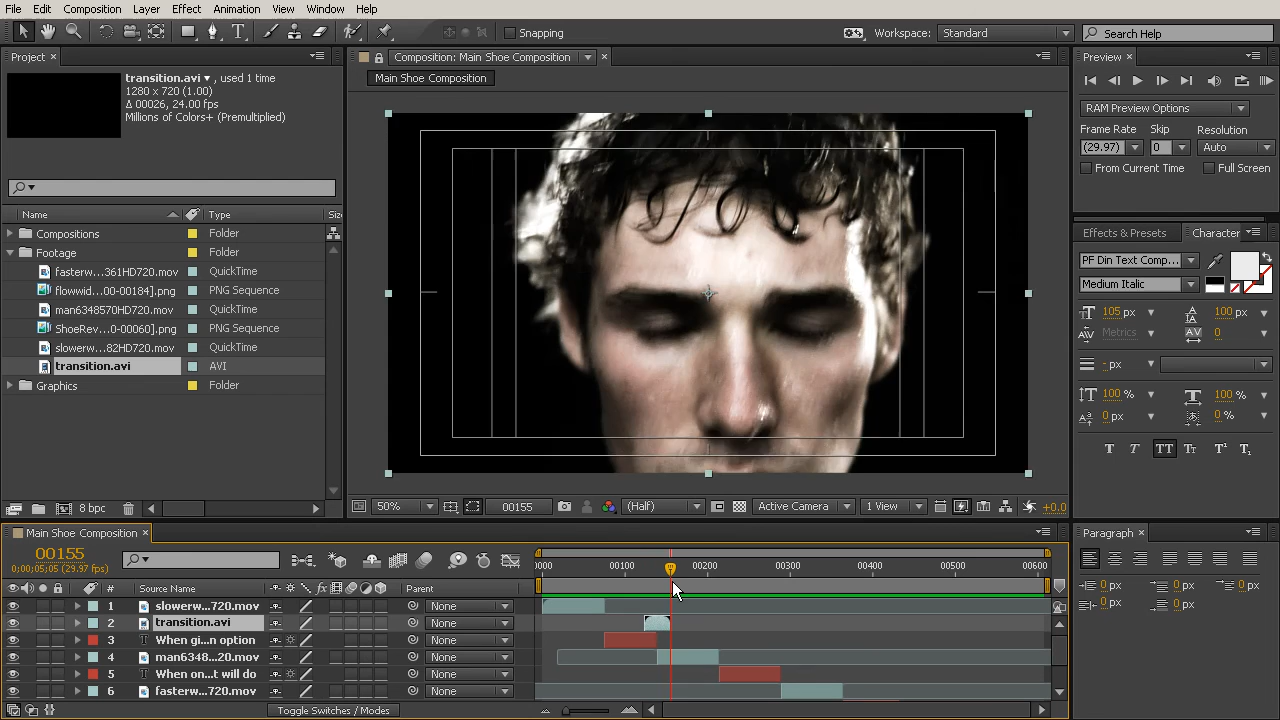 File Edit Composition Layer Effect Animation View Window Help
Snapping Workspace: Standard Search Help
Project
transition.avi ▾ , used 1 time
1280 x 720 (1.00)
Δ 00026, 24.00 fps
Millions of Colors+ (Premultiplied)
Name Type Siz
Compositions Folder
Footage Folder
fasterw...361HD720.mov QuickTime
flowwid...00-00184].png PNG Sequence
man6348570HD720.mov QuickTime
ShoeRev...0-00060].png PNG Sequence
slowerw...82HD720.mov QuickTime
transition.avi AVI
Graphics Folder
8 bpc
Composition: Main Shoe Composition
Main Shoe Composition
50% 00155 (Half) Active Camera 1 View +0.0
Preview
RAM Preview Options
Frame Rate Skip Resolution
(29.97) 0 Auto
From Current Time Full Screen
Effects & Presets Character
PF Din Text Comp...
Medium Italic
105 px 100 px
Metrics 0
- px
100 % 100 %
0 px 0 %
T T TT Tt T¹ T₁
Main Shoe Composition
00155
0;00;05;05 (29.97 fps)
0000 00100 00200 00300 00400 00500 00600
# Source Name fx Parent
1 slowerw...720.mov None
2 transition.avi None
3 When gi...n option None
4 man6348...20.mov None
5 When on...t will do None
6 fasterw...720.mov None
Toggle Switches / Modes
Paragraph
0 px 0 px 0 px
0 px 0 px